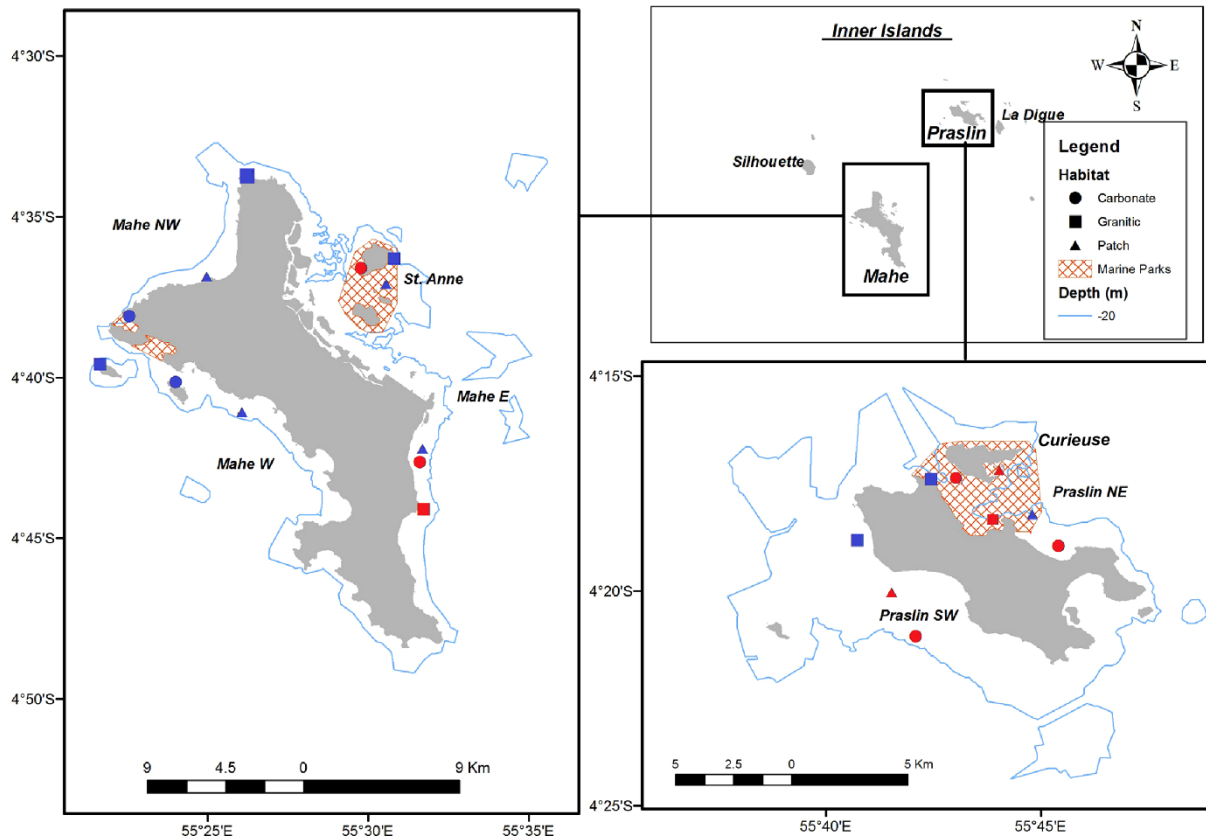 4°30'S
4°35'S
4°40'S
4°45'S
4°50'S
Mahe NW
St. Anne
Mahe E
Mahe W
9 4.5 0 9 Km
55°25'E 55°30'E 55°35'E
Inner Islands
N
W E
S
La Digue
Praslin
Silhouette
Mahe
Legend
Habitat
Carbonate
Granitic
Patch
Marine Parks
Depth (m)
-20
4°15'S
4°20'S
4°25'S
Curieuse
Praslin NE
Praslin SW
5 2.5 0 5 Km
55°40'E 55°45'E